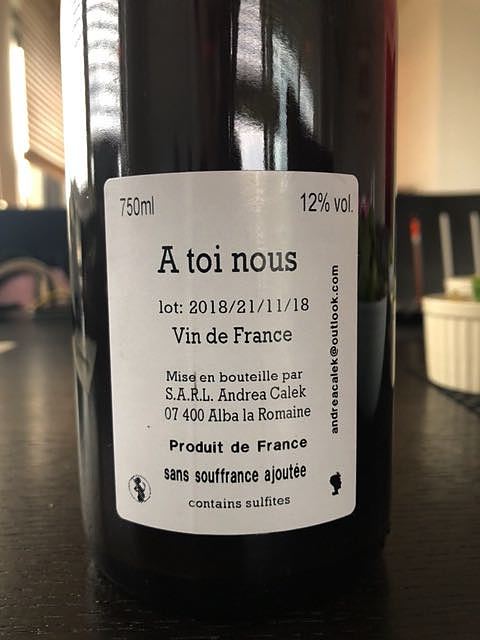 750ml 12% vol.
A toi nous
lot: 2018/21/11/18
Vin de France
Mise en bouteille par
S.A.R.L. Andrea Calek
07 400 Alba la Romaine
Produit de France
sans souffrance ajoutée
contains sulfites
andreacalek@outlook.com